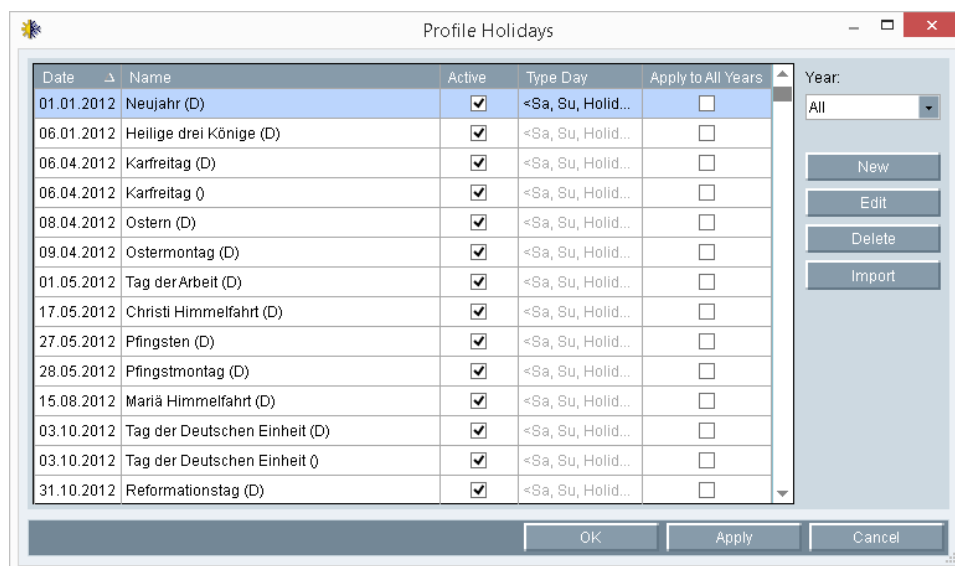 Profile Holidays
Date Name Active Type Day Apply to All Years Year:
01.01.2012 Neujahr (D) <Sa, Su, Holid... All
06.01.2012 Heilige drei Könige (D) <Sa, Su, Holid...
06.04.2012 Karfreitag (D) <Sa, Su, Holid... New
06.04.2012 Karfreitag () <Sa, Su, Holid... Edit
08.04.2012 Ostern (D) <Sa, Su, Holid... Delete
09.04.2012 Ostermontag (D) <Sa, Su, Holid...
01.05.2012 Tag der Arbeit (D) <Sa, Su, Holid... Import
17.05.2012 Christi Himmelfahrt (D) <Sa, Su, Holid...
27.05.2012 Pfingsten (D) <Sa, Su, Holid...
28.05.2012 Pfingstmontag (D) <Sa, Su, Holid...
15.08.2012 Mariä Himmelfahrt (D) <Sa, Su, Holid...
03.10.2012 Tag der Deutschen Einheit (D) <Sa, Su, Holid...
03.10.2012 Tag der Deutschen Einheit () <Sa, Su, Holid...
31.10.2012 Reformationstag (D) <Sa, Su, Holid...
OK Apply Cancel